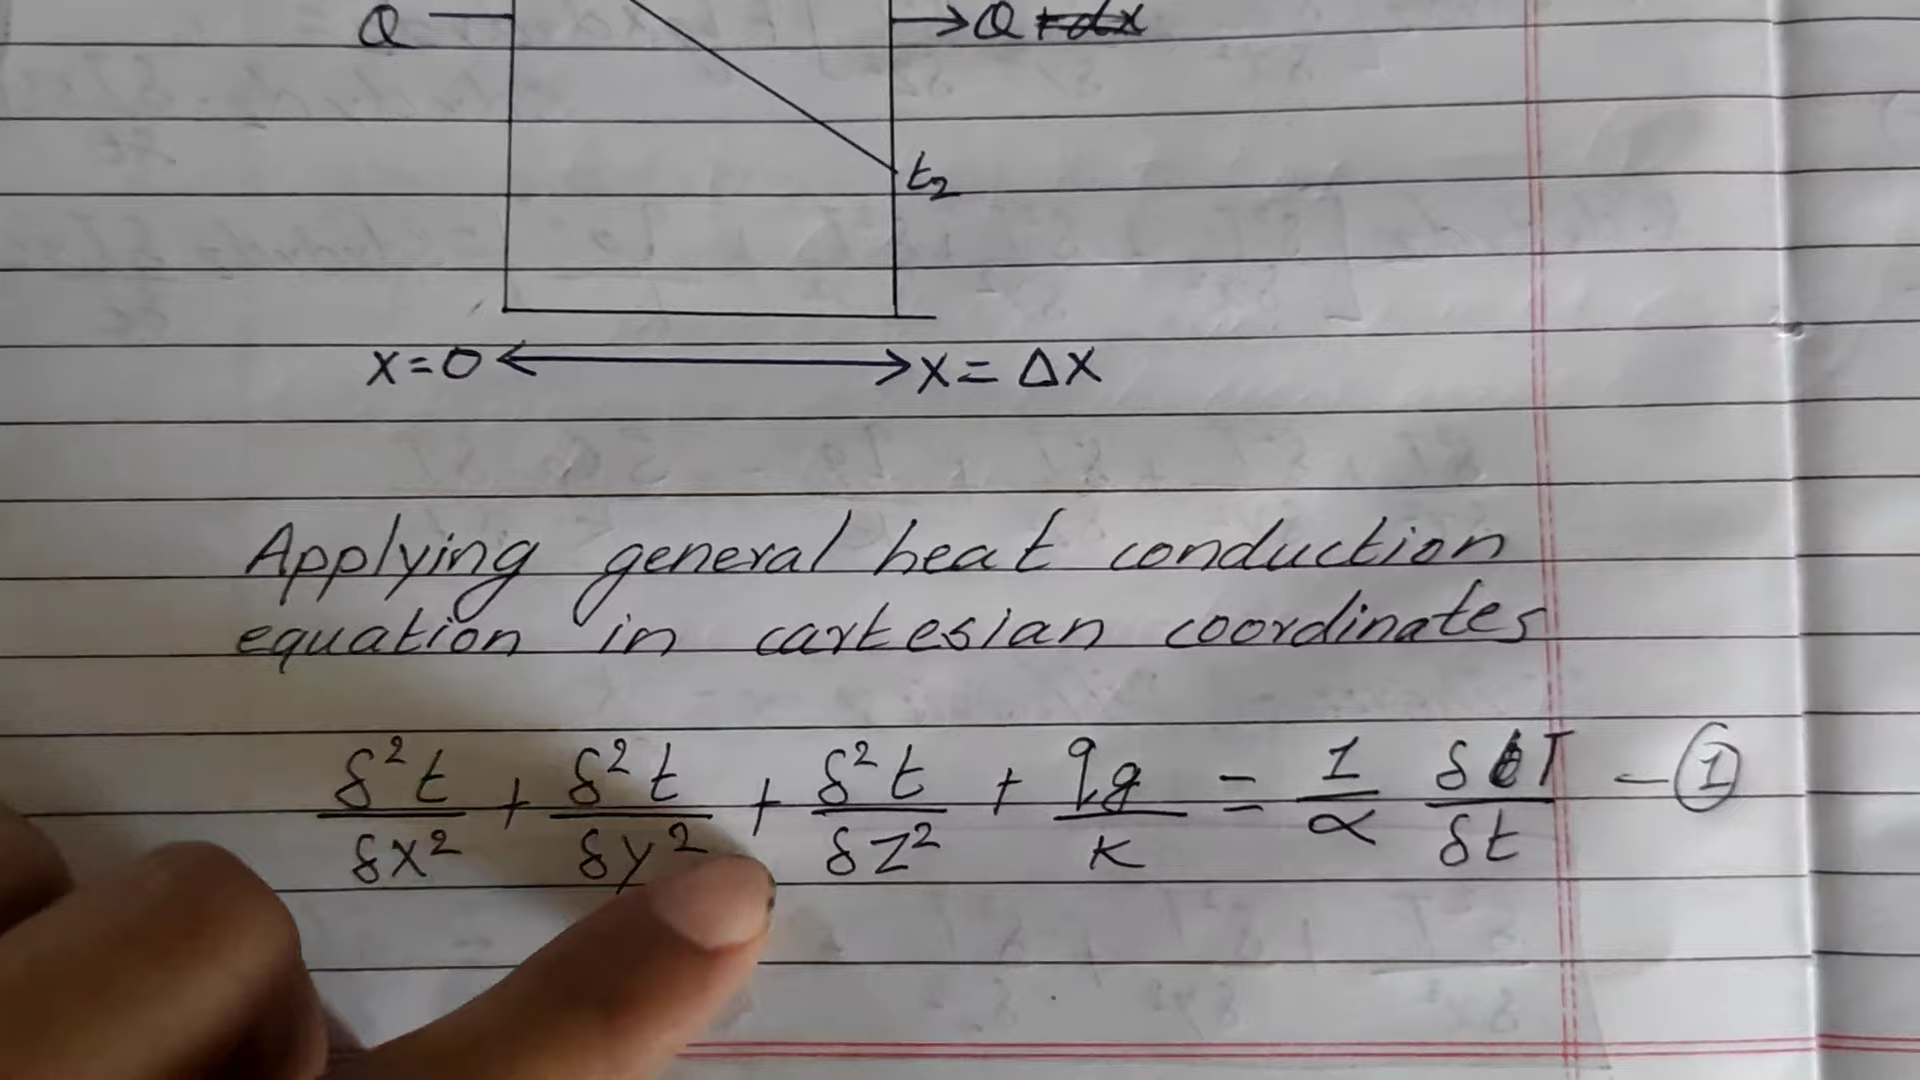 Q → Q
t₂
x=0 ↔ x= Δx
Applying general heat conduction
equation in cartesian coordinates
δ²t/δx² + δ²t/δy² + δ²t/δz² + qg/k = 1/α δT/δt — ①